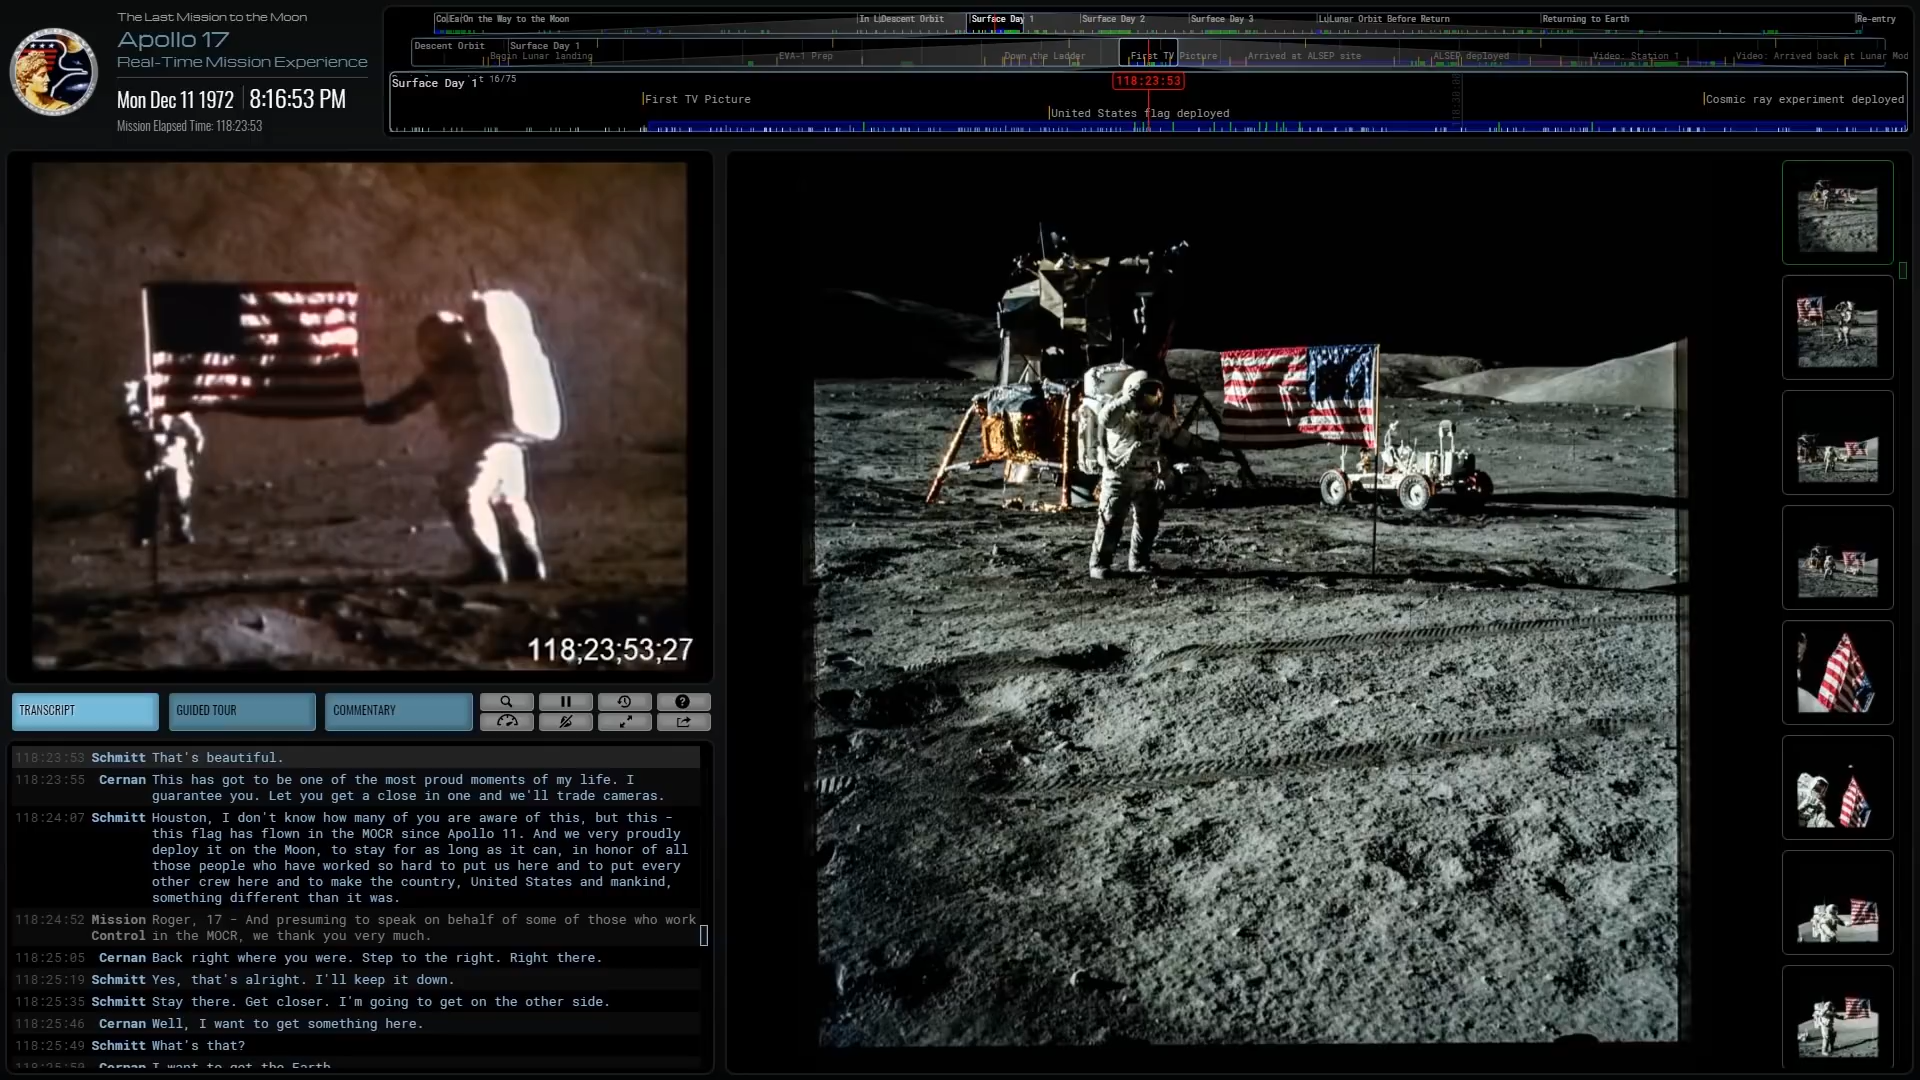 The Last Mission to the Moon
Apollo 17
Real-Time Mission Experience
Mon Dec 11 1972 8:16:53 PM
Mission Elapsed Time: 118:23:53
On the Way to the Moon
Descent Orbit
Surface Day 1
Surface Day 2
Surface Day 3
Lunar Orbit Before Return
Returning to Earth
Re-entry
Descent Orbit
Surface Day 1
Begin Lunar landing
EVA-1 Prep
Down the Ladder
First TV Picture
Arrived at ALSEP site
ALSEP deployed
Video: Station 1
Video: Arrived back at Lunar Mod
Surface Day 1
16/75
118:23:53
First TV Picture
United States flag deployed
Cosmic ray experiment deployed
118;23;53;27
TRANSCRIPT
GUIDED TOUR
COMMENTARY
118:23:53 Schmitt That's beautiful.
118:23:55 Cernan This has got to be one of the most proud moments of my life. I
guarantee you. Let you get a close in one and we'll trade cameras.
118:24:07 Schmitt Houston, I don't know how many of you are aware of this, but this -
this flag has flown in the MOCR since Apollo 11. And we very proudly
deploy it on the Moon, to stay for as long as it can, in honor of all
those people who have worked so hard to put us here and to put every
other crew here and to make the country, United States and mankind,
something different than it was.
118:24:52 Mission Roger, 17 - And presuming to speak on behalf of some of those who work
Control in the MOCR, we thank you very much.
118:25:05 Cernan Back right where you were. Step to the right. Right there.
118:25:19 Schmitt Yes, that's alright. I'll keep it down.
118:25:35 Schmitt Stay there. Get closer. I'm going to get on the other side.
118:25:46 Cernan Well, I want to get something here.
118:25:49 Schmitt What's that?
118:25:50 Cernan I want to get the Earth